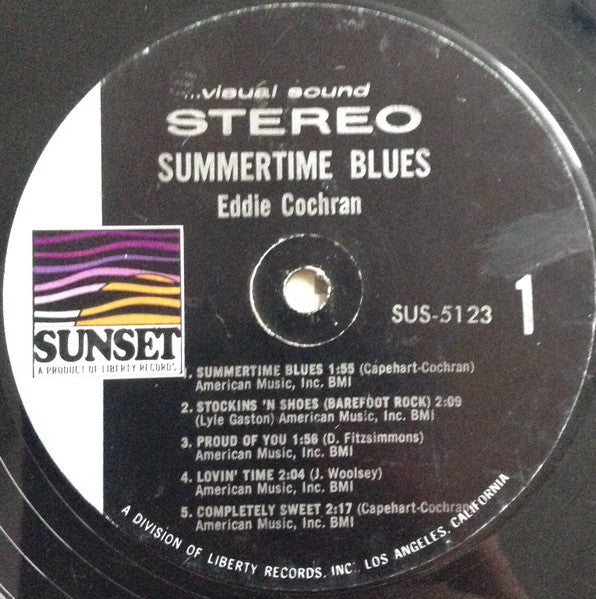 ...visual sound
STEREO
SUMMERTIME BLUES
Eddie Cochran
SUNSET
A PRODUCT OF LIBERTY RECORDS
SUS-5123
1
1. SUMMERTIME BLUES 1:55 (Capehart-Cochran)
American Music, Inc. BMI
2. STOCKINS 'N SHOES (BAREFOOT ROCK) 2:09
(Lyle Gaston) American Music, Inc. BMI
3. PROUD OF YOU 1:56 (D. Fitzsimmons)
American Music, Inc. BMI
4. LOVIN' TIME 2:04 (J. Woolsey)
American Music, Inc. BMI
5. COMPLETELY SWEET 2:17 (Capehart-Cochran)
American Music, Inc. BMI
A DIVISION OF LIBERTY RECORDS, INC. LOS ANGELES, CALIFORNIA